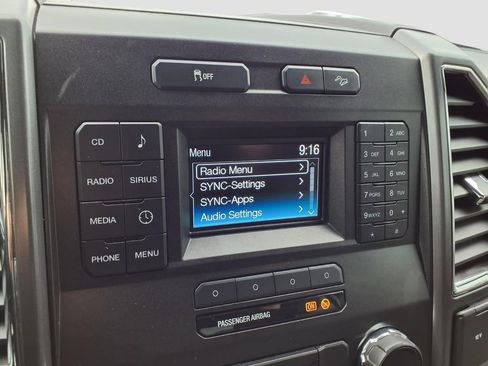 OFF
CD
RADIO SIRIUS
MEDIA
PHONE MENU
Menu 9:16
Radio Menu
SYNC-Settings
SYNC-Apps
Audio Settings
1 2 ABC
3 DEF 4 GHI
5 JKL 6 MNO
7 PQRS 8 TUV
9 WXYZ 0 +
* #
PASSENGER AIRBAG ON